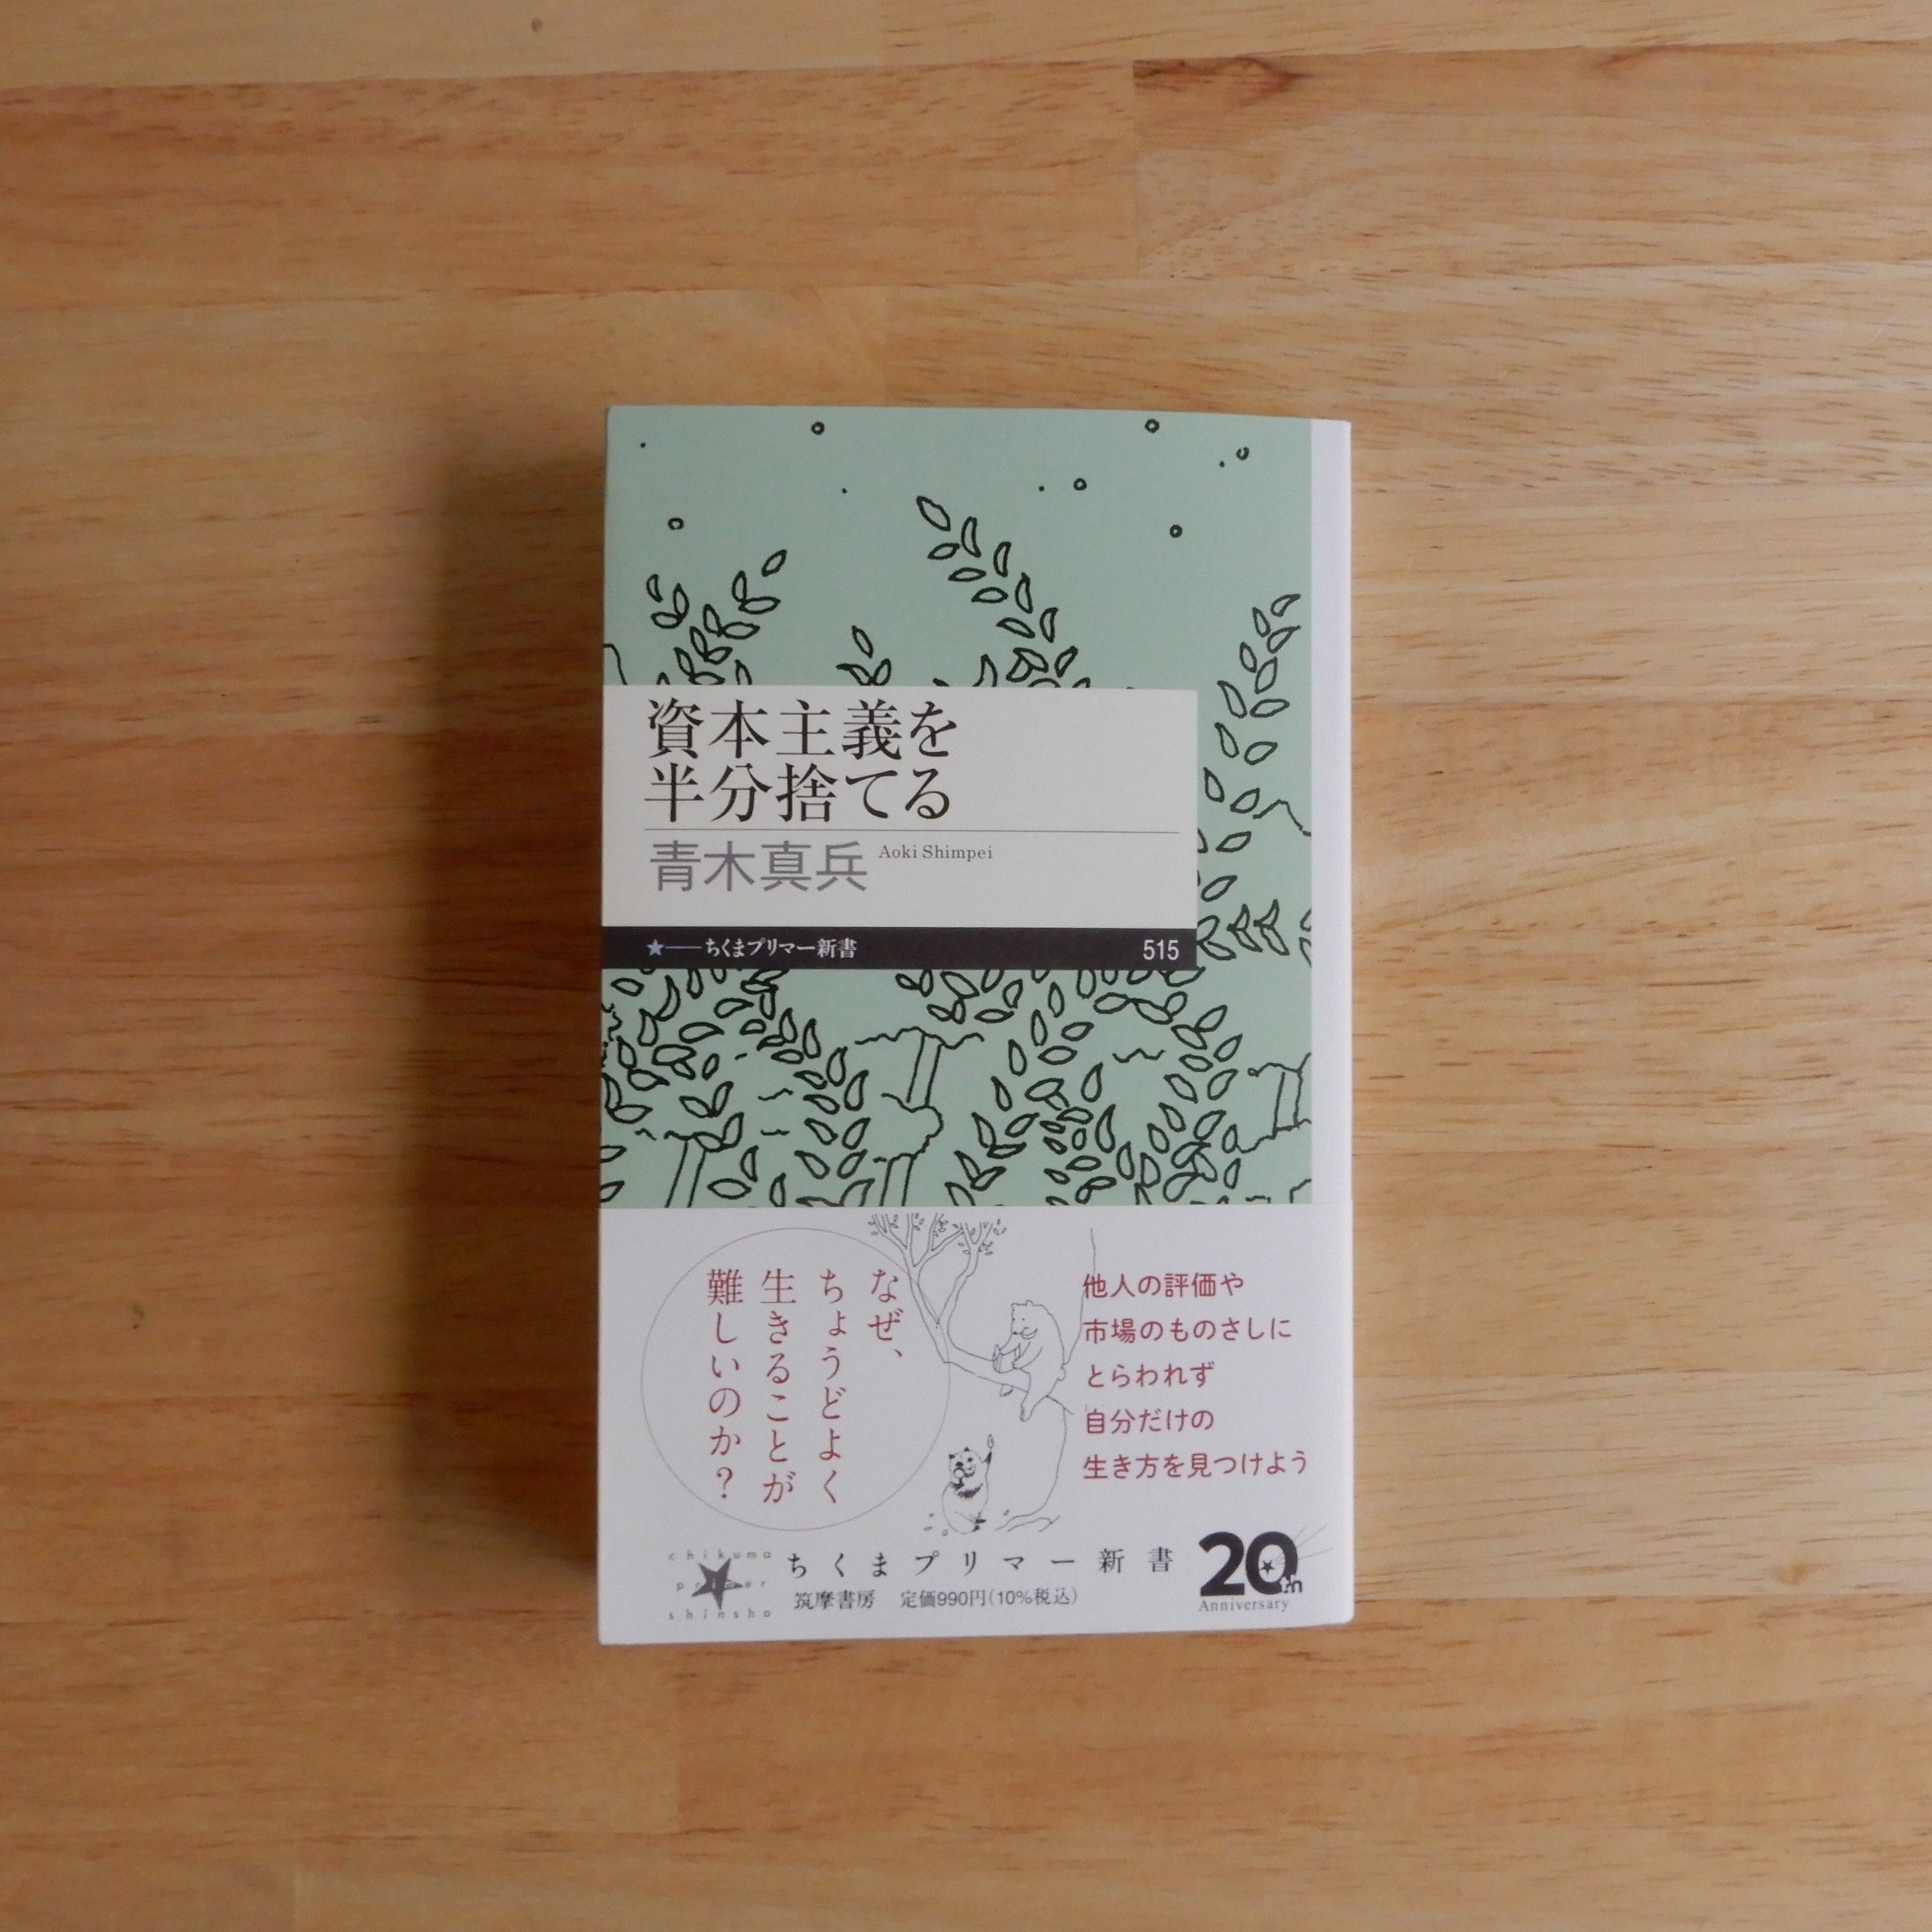 資本主義を
半分捨てる
青木真兵 Aoki Shimpei
★──ちくまプリマー新書 515
なぜ、
ちょうどよく
生きることが
難しいのか？
他人の評価や
市場のものさしに
とらわれず
自分だけの
生き方を見つけよう
chikuma
primer
shinsho
ちくまプリマー新書
筑摩書房 定価990円(10%税込)
20th
Anniversary